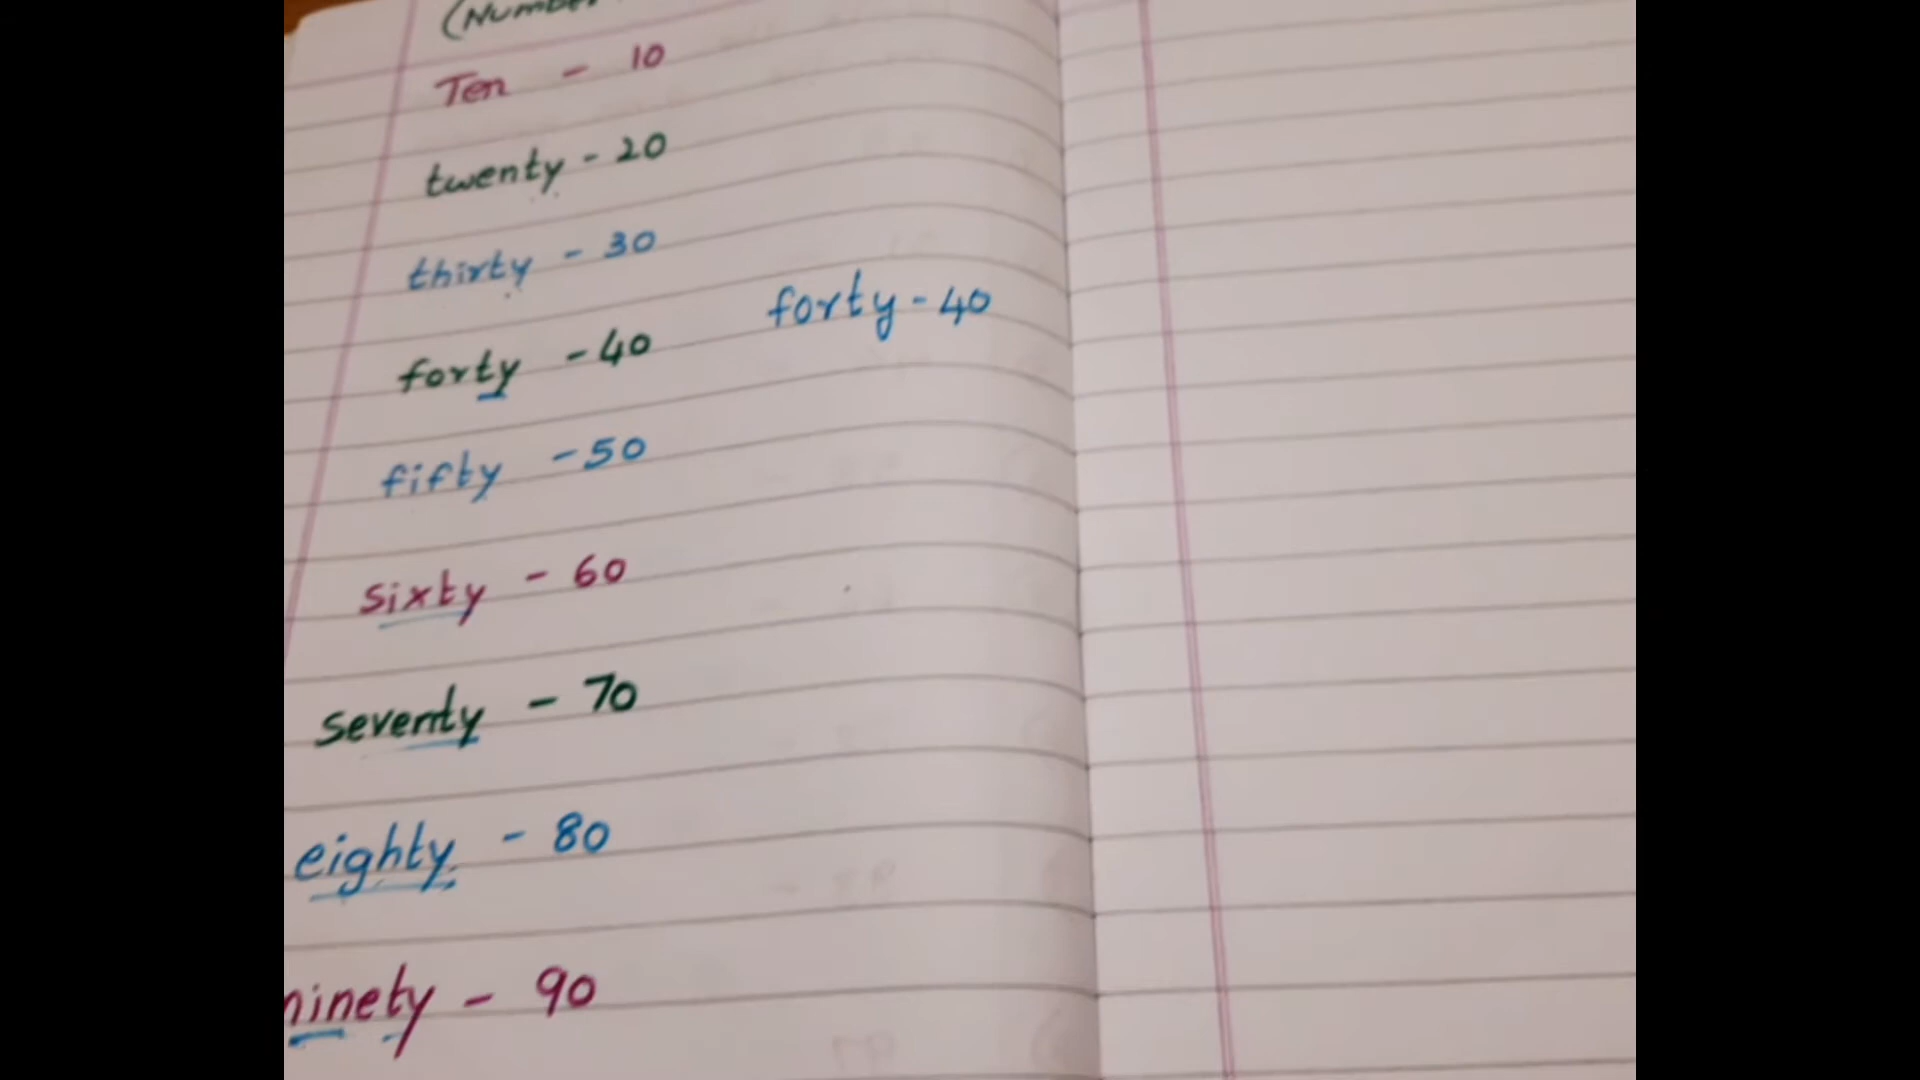 (Number
Ten - 10
twenty - 20
thirty - 30
forty - 40 forty - 40
fifty - 50
sixty - 60
seventy - 70
eighty - 80
ninety - 90